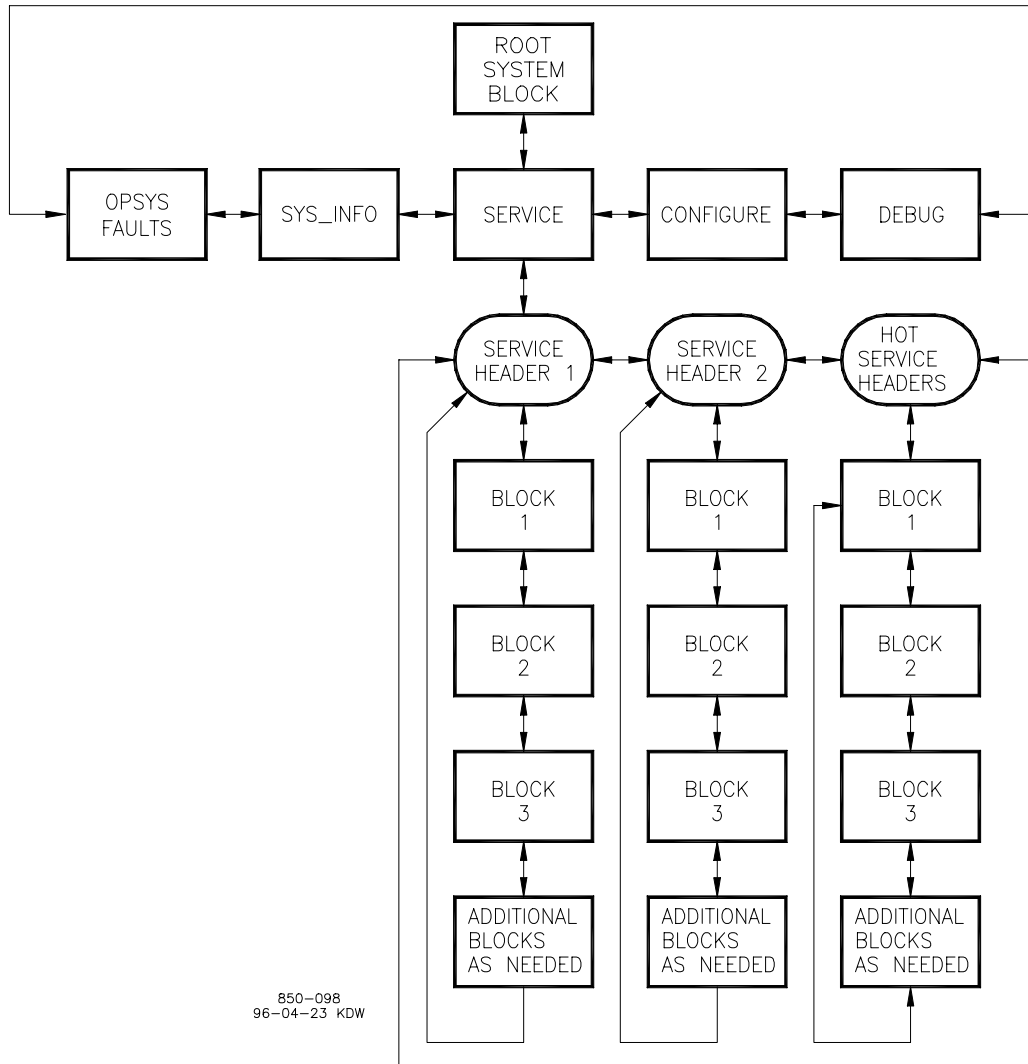 ROOT
SYSTEM
BLOCK
OPSYS
FAULTS
SYS_INFO
SERVICE
CONFIGURE
DEBUG
SERVICE
HEADER 1
SERVICE
HEADER 2
HOT
SERVICE
HEADERS
BLOCK
1
BLOCK
1
BLOCK
1
BLOCK
2
BLOCK
2
BLOCK
2
BLOCK
3
BLOCK
3
BLOCK
3
ADDITIONAL
BLOCKS
AS NEEDED
ADDITIONAL
BLOCKS
AS NEEDED
ADDITIONAL
BLOCKS
AS NEEDED
850-098
96-04-23 KDW